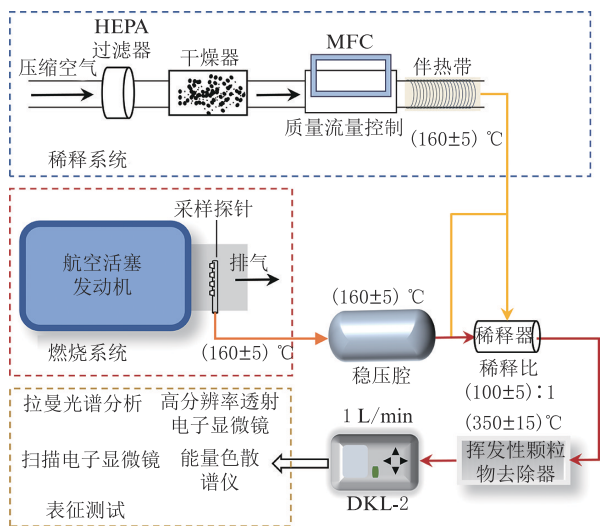 HEPA
过滤器
压缩空气
干燥器
MFC
伴热带
质量流量控制
(160±5) ℃
稀释系统
采样探针
航空活塞
发动机
排气
燃烧系统
(160±5) ℃
(160±5) ℃
稳压腔
稀释器
稀释比
(100±5)∶1
(350±15)℃
挥发性颗粒
物去除器
1 L/min
DKL-2
拉曼光谱分析
高分辨率透射
电子显微镜
扫描电子显微镜
能量色散
谱仪
表征测试